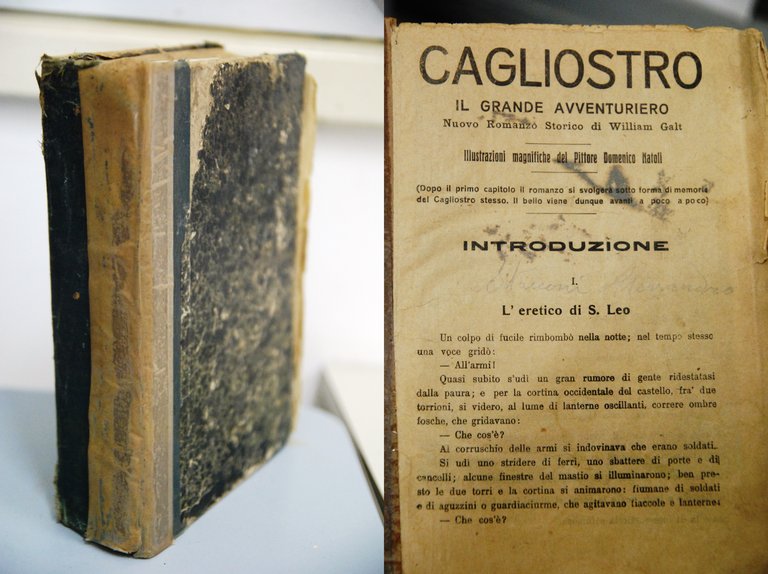 CAGLIOSTRO
IL GRANDE AVVENTURIERO
Nuovo Romanzo Storico di William Galt
Illustrazioni magnifiche del Pittore Domenico Natoli
(Dopo il primo capitolo il romanzo si svolgerà sotto forma di memorie
del Cagliostro stesso. Il bello viene dunque avanti a poco a poco)
INTRODUZIONE
I.
L' eretico di S. Leo
Un colpo di fucile rimbombò nella notte; nel tempo stesso
una voce gridò:
— All'armi!
Quasi subito s'udì un gran rumore di gente ridestatasi
dalla paura; e per la cortina occidentale del castello, fra' due
torrioni, si videro, al lume di lanterne oscillanti, correre ombre
fosche, che gridavano:
— Che cos'è?
Al corruschio delle armi si indovinava che erano soldati.
Si udì uno stridere di ferri, uno sbattere di porte e di
cancelli; alcune finestre del mastio si illuminarono; ben pre-
sto le due torri e la cortina si animarono: fiumane di soldati
e di aguzzini o guardiaciurme, che agitavano fiaccole e lanterne
— Che cos'è?